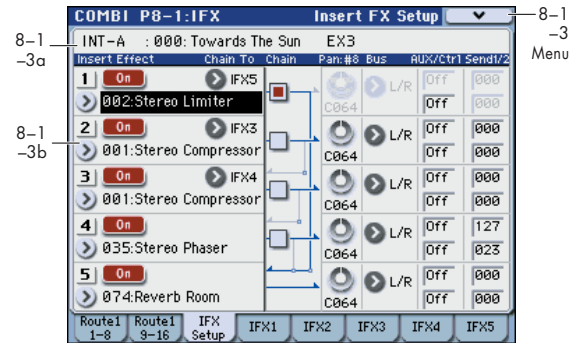 COMBI P8-1:IFX Insert FX Setup
8-1
-3
Menu
8-1
-3a
INT-A :000: Towards The Sun EX3
Insert Effect Chain To Chain Pan:#8 Bus AUX/Ctrl Send1/2
1 On IFX5 L/R Off 000
002:Stereo Limiter C064 Off 000
8-1
-3b
2 On IFX3 L/R Off 000
001:Stereo Compressor C064 Off 000
3 On IFX4 L/R Off 000
001:Stereo Compressor C064 Off 000
4 On L/R Off 127
035:Stereo Phaser C064 Off 023
5 On L/R Off 000
074:Reverb Room C064 Off 000
Route1 1-8 Route1 9-16 IFX Setup IFX1 IFX2 IFX3 IFX4 IFX5